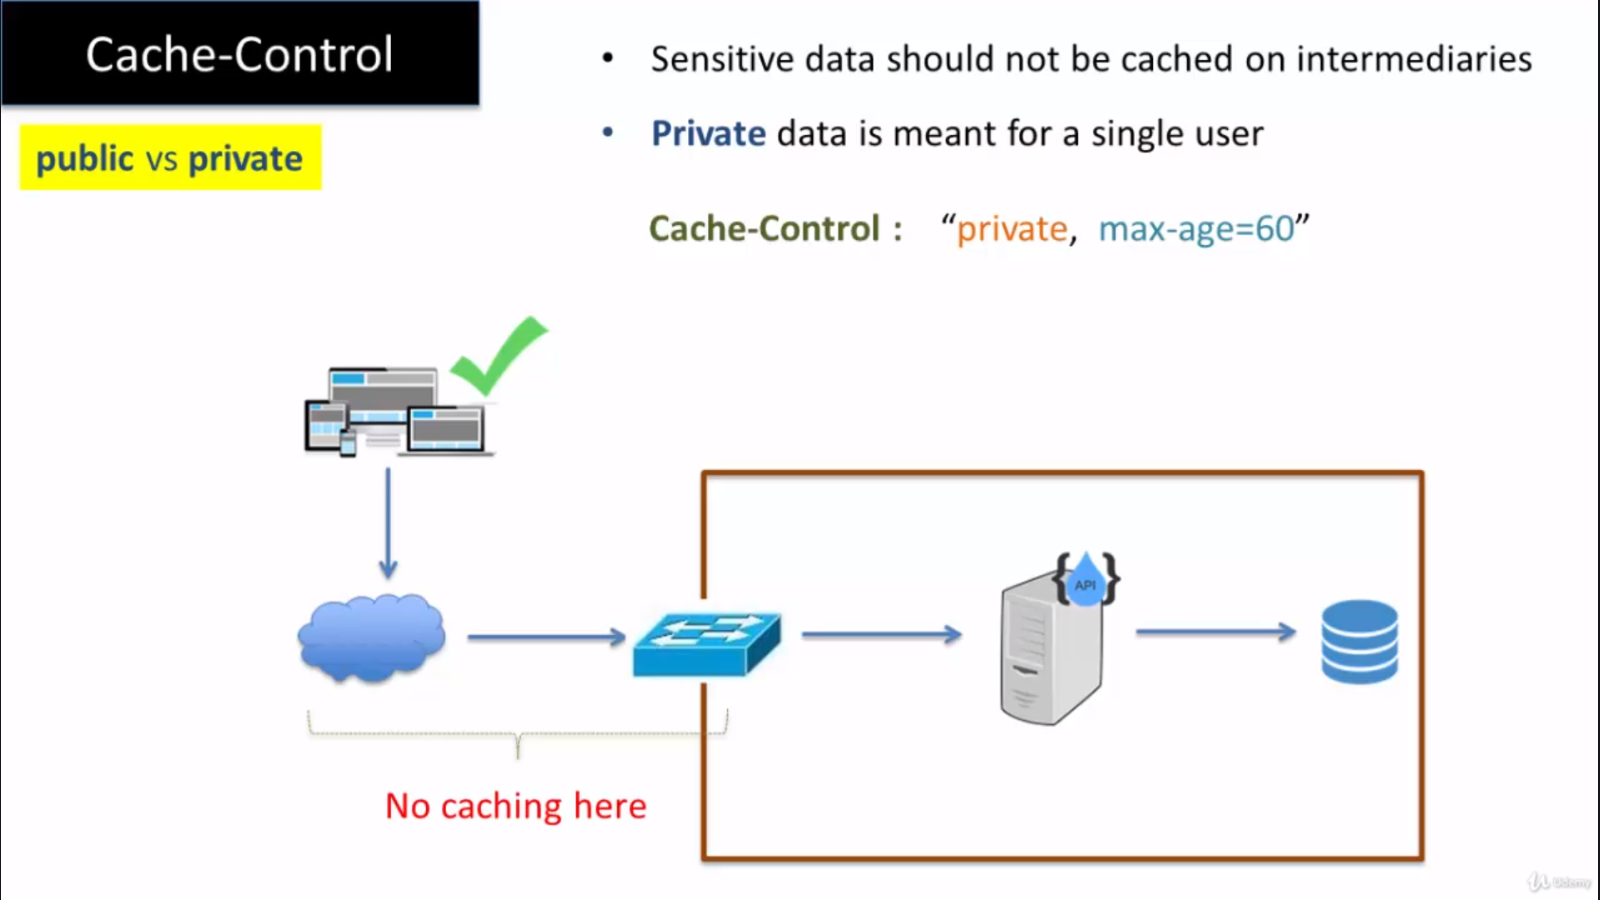 Cache-Control
public vs private
• Sensitive data should not be cached on intermediaries
• Private data is meant for a single user
Cache-Control : “private, max-age=60”
{API}
No caching here
Udemy